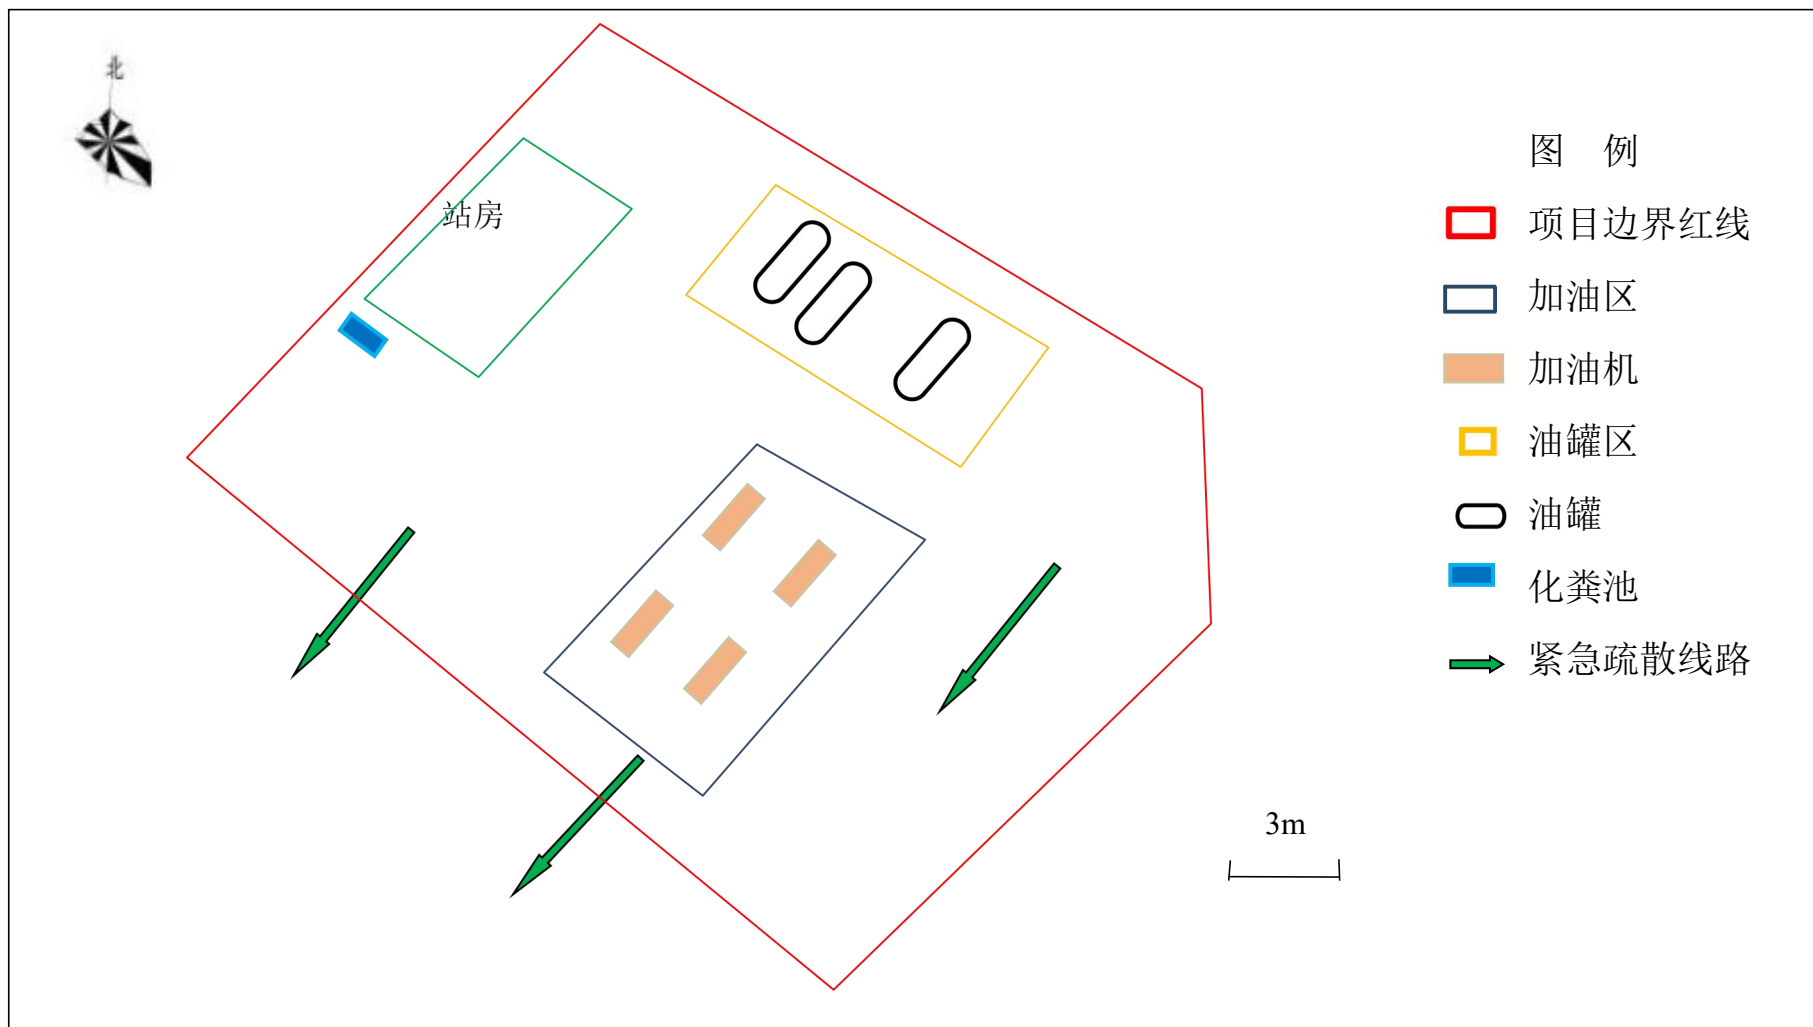 北
站房
图 例
项目边界红线
加油区
加油机
油罐区
油罐
化粪池
紧急疏散线路
3m